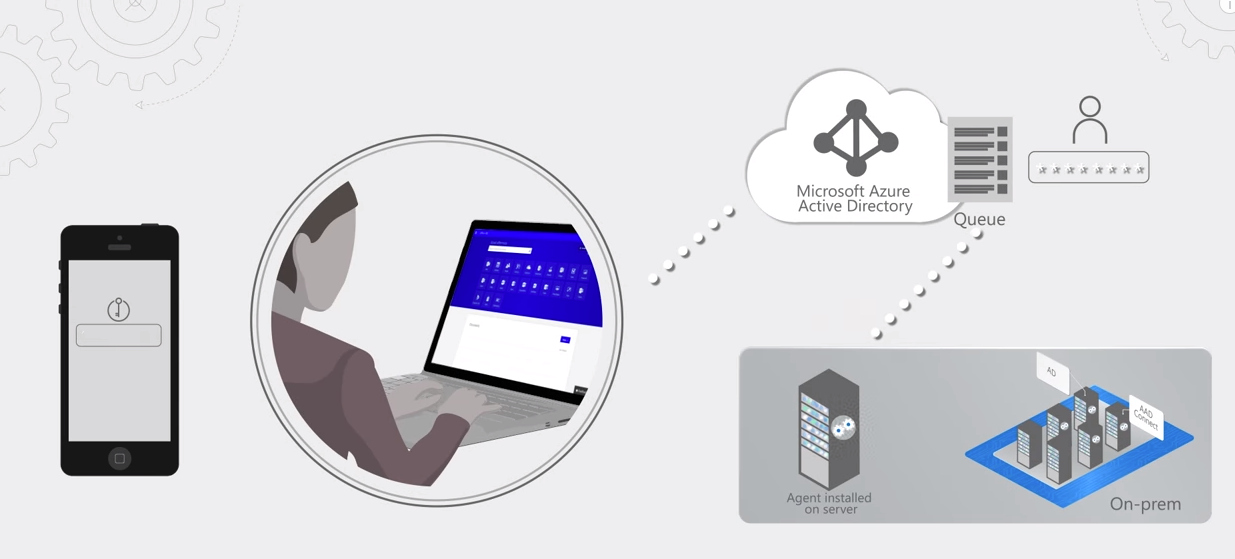 Microsoft Azure
Active Directory
Queue
********
AD
AAD
Connect
Agent installed
on server
On-prem